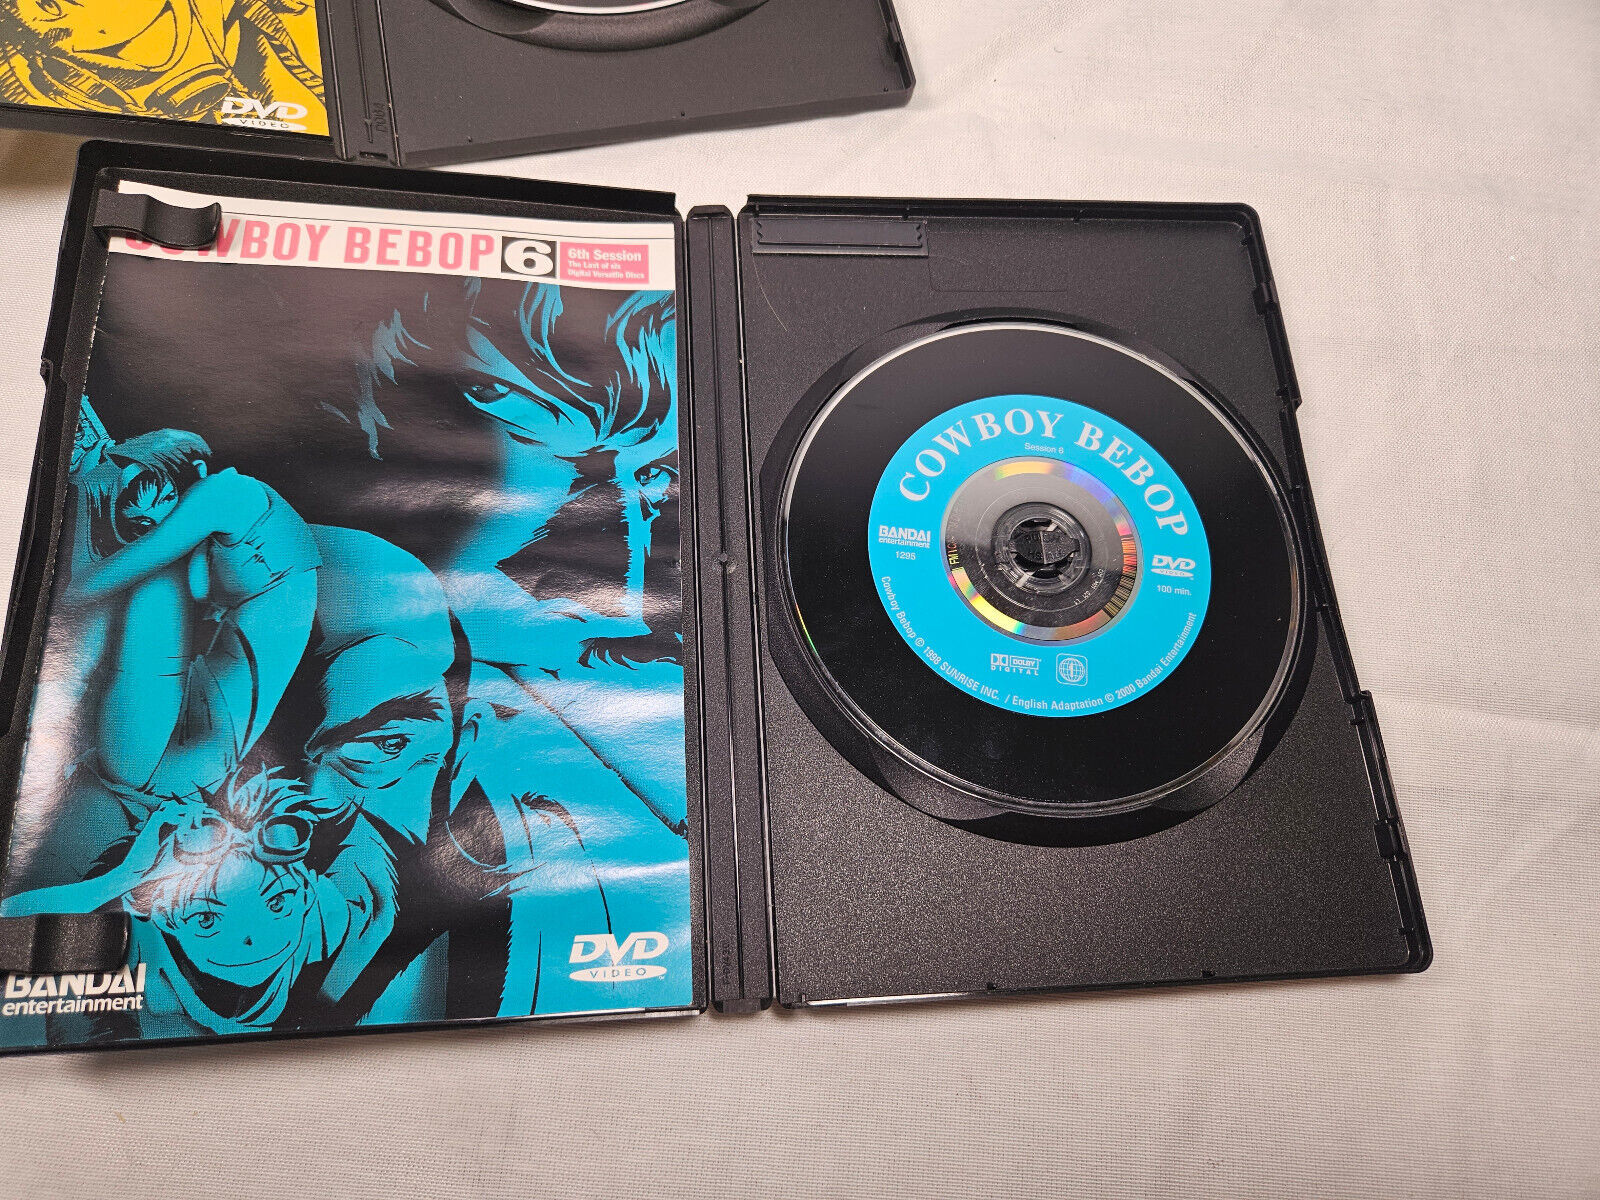 DVD
VIDEO
COWBOY BEBOP 6
6th Session
The Last of six
Digital Versatile Discs
BANDAI
entertainment
DVD
VIDEO
COWBOY BEBOP
Session 6
BANDAI
entertainment
1295
DVD
VIDEO
100 min.
DOLBY
DIGITAL
Cowboy Bebop © 1998 SUNRISE INC. / English Adaptation © 2000 Bandai Entertainment